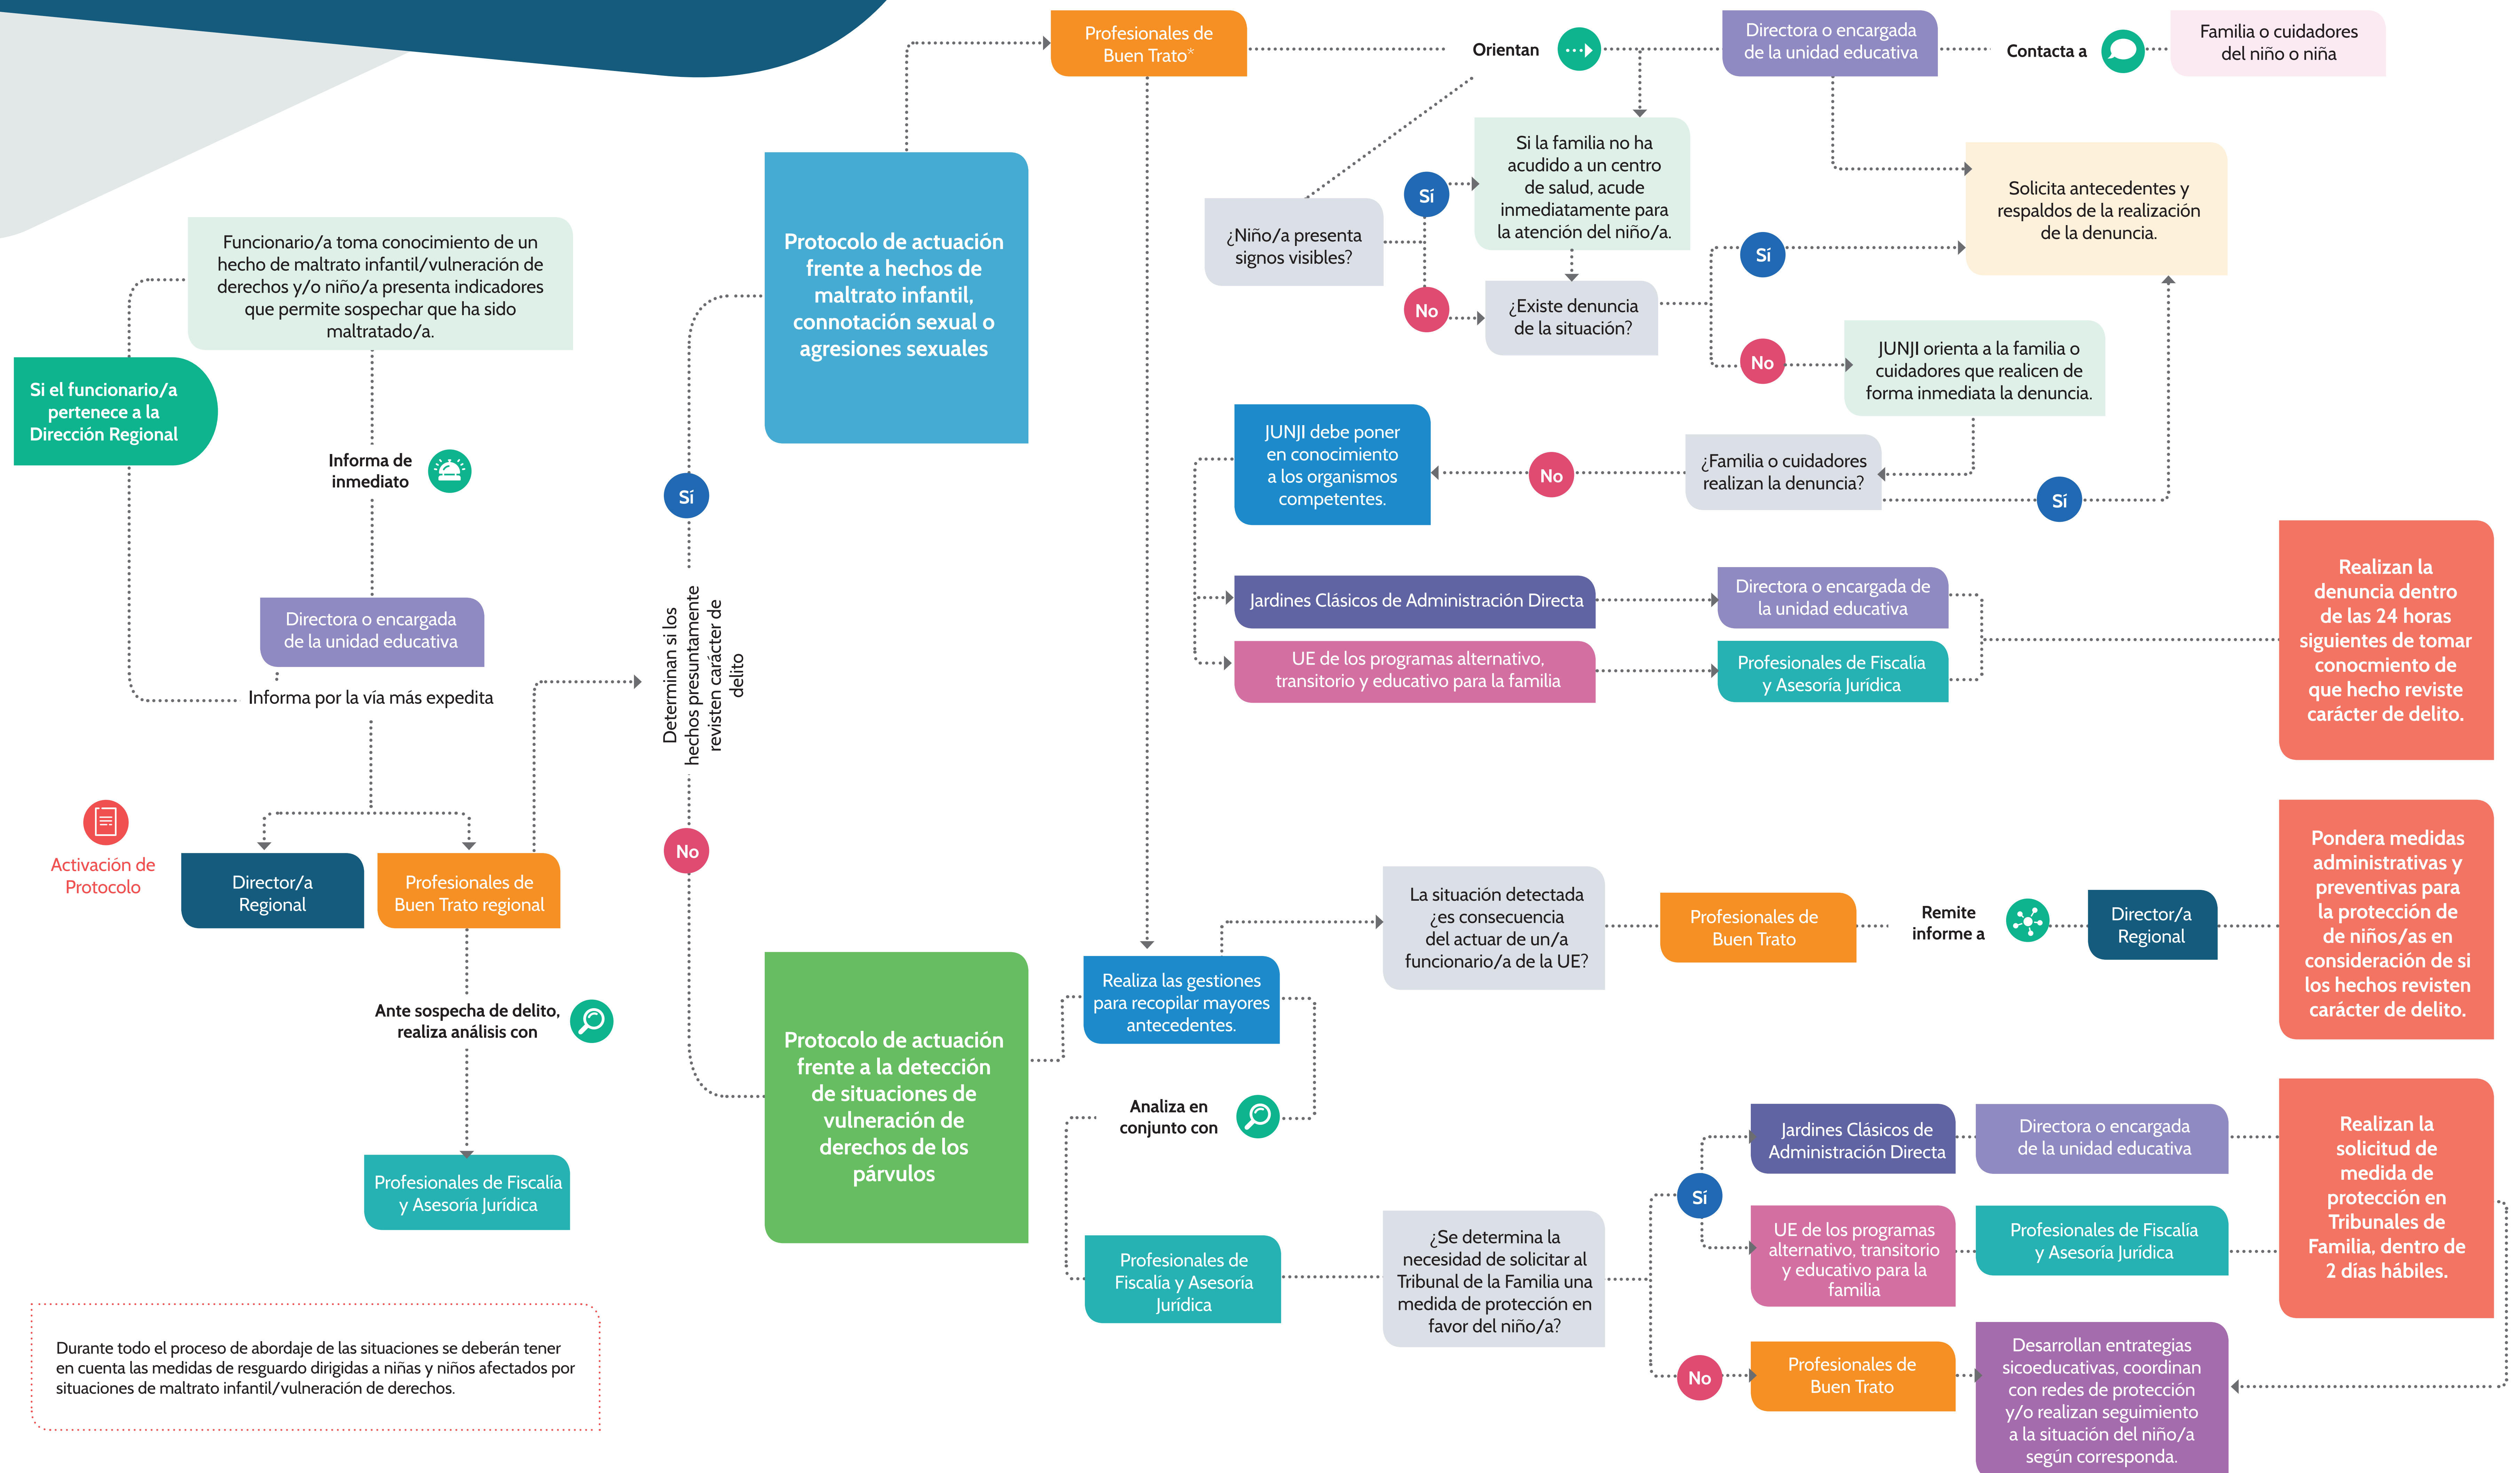 Funcionario/a toma conocimiento de un
hecho de maltrato infantil/vulneración de
derechos y/o niño/a presenta indicadores
que permite sospechar que ha sido
maltratado/a.
Si el funcionario/a
pertenece a la
Dirección Regional
Informa de
inmediato
Directora o encargada
de la unidad educativa
Informa por la vía más expedita
Activación de
Protocolo
Director/a
Regional
Profesionales de
Buen Trato regional
Ante sospecha de delito,
realiza análisis con
Profesionales de Fiscalía
y Asesoría Jurídica
Durante todo el proceso de abordaje de las situaciones se deberán tener
en cuenta las medidas de resguardo dirigidas a niñas y niños afectados por
situaciones de maltrato infantil/vulneración de derechos.
Determinan si los
hechos presuntamente
revisten carácter de
delito
Sí
No
Protocolo de actuación
frente a hechos de
maltrato infantil,
connotación sexual o
agresiones sexuales
Profesionales de
Buen Trato*
Orientan
Directora o encargada
de la unidad educativa
Contacta a
Familia o cuidadores
del niño o niña
¿Niño/a presenta
signos visibles?
Sí
No
Si la familia no ha
acudido a un centro
de salud, acude
inmediatamente para
la atención del niño/a.
¿Existe denuncia
de la situación?
Sí
No
Solicita antecedentes y
respaldos de la realización
de la denuncia.
JUNJI orienta a la familia o
cuidadores que realicen de
forma inmediata la denuncia.
¿Familia o cuidadores
realizan la denuncia?
No
Sí
JUNJI debe poner
en conocimiento
a los organismos
competentes.
Jardines Clásicos de Administración Directa
Directora o encargada de
la unidad educativa
UE de los programas alternativo,
transitorio y educativo para la familia
Profesionales de Fiscalía
y Asesoría Jurídica
Realizan la
denuncia dentro
de las 24 horas
siguientes de tomar
conocmiento de
que hecho reviste
carácter de delito.
Protocolo de actuación
frente a la detección
de situaciones de
vulneración de
derechos de los
párvulos
Realiza las gestiones
para recopilar mayores
antecedentes.
La situación detectada
¿es consecuencia
del actuar de un/a
funcionario/a de la UE?
Profesionales de
Buen Trato
Remite
informe a
Director/a
Regional
Pondera medidas
administrativas y
preventivas para
la protección de
de niños/as en
consideración de si
los hechos revisten
carácter de delito.
Analiza en
conjunto con
Profesionales de
Fiscalía y Asesoría
Jurídica
¿Se determina la
necesidad de solicitar al
Tribunal de la Familia una
medida de protección en
favor del niño/a?
Sí
No
Jardines Clásicos de
Administración Directa
Directora o encargada
de la unidad educativa
UE de los programas
alternativo, transitorio
y educativo para la
familia
Profesionales de Fiscalía
y Asesoría Jurídica
Realizan la
solicitud de
medida de
protección en
Tribunales de
Familia, dentro de
2 días hábiles.
Profesionales de
Buen Trato
Desarrollan entrategias
sicoeducativas, coordinan
con redes de protección
y/o realizan seguimiento
a la situación del niño/a
según corresponda.